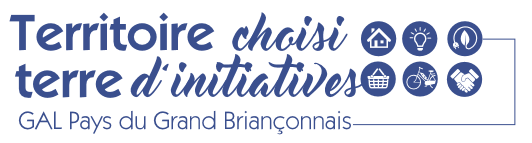 Territoire choisi
terre d'initiatives
GAL Pays du Grand Briançonnais